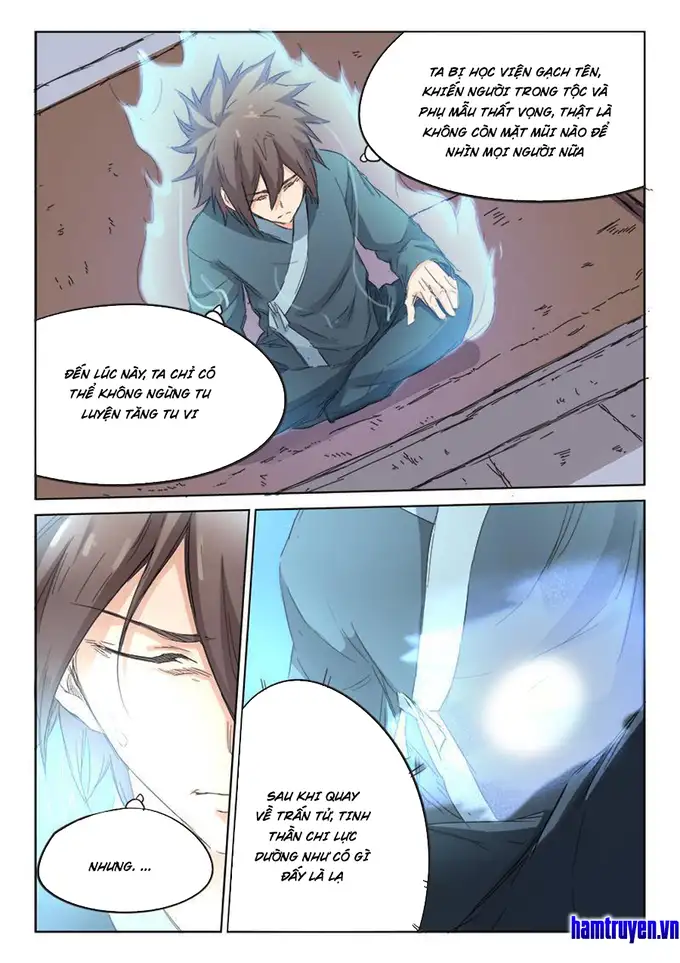 TA BỊ HỌC VIỆN GẠCH TÊN,
KHIẾN NGƯỜI TRONG TỘC VÀ
PHỤ MẪU THẤT VỌNG, THẬT LÀ
KHÔNG CÒN MẶT MŨI NÀO ĐỂ
NHÌN MỌI NGƯỜI NỮA
ĐẾN LÚC NÀY, TA CHỈ CÓ
THỂ KHÔNG NGỪNG TU
LUYỆN TĂNG TU VI
NHƯNG. ...
SAU KHI QUAY
VỀ TRẤN TỬ, TINH
THẦN CHI LỰC
DƯỜNG NHƯ CÓ GÌ
ĐẤY LÀ LẠ
hamtruyen.vn